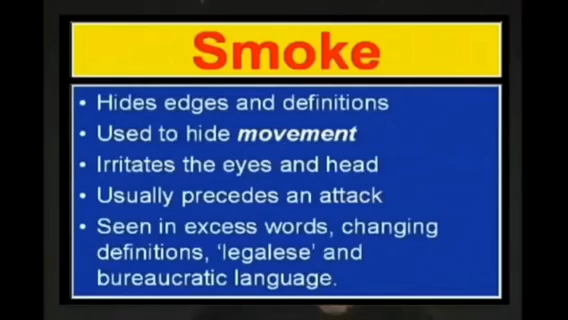 Smoke
• Hides edges and definitions
• Used to hide movement
• Irritates the eyes and head
• Usually precedes an attack
• Seen in excess words, changing
definitions, ‘legalese’ and
bureaucratic language.